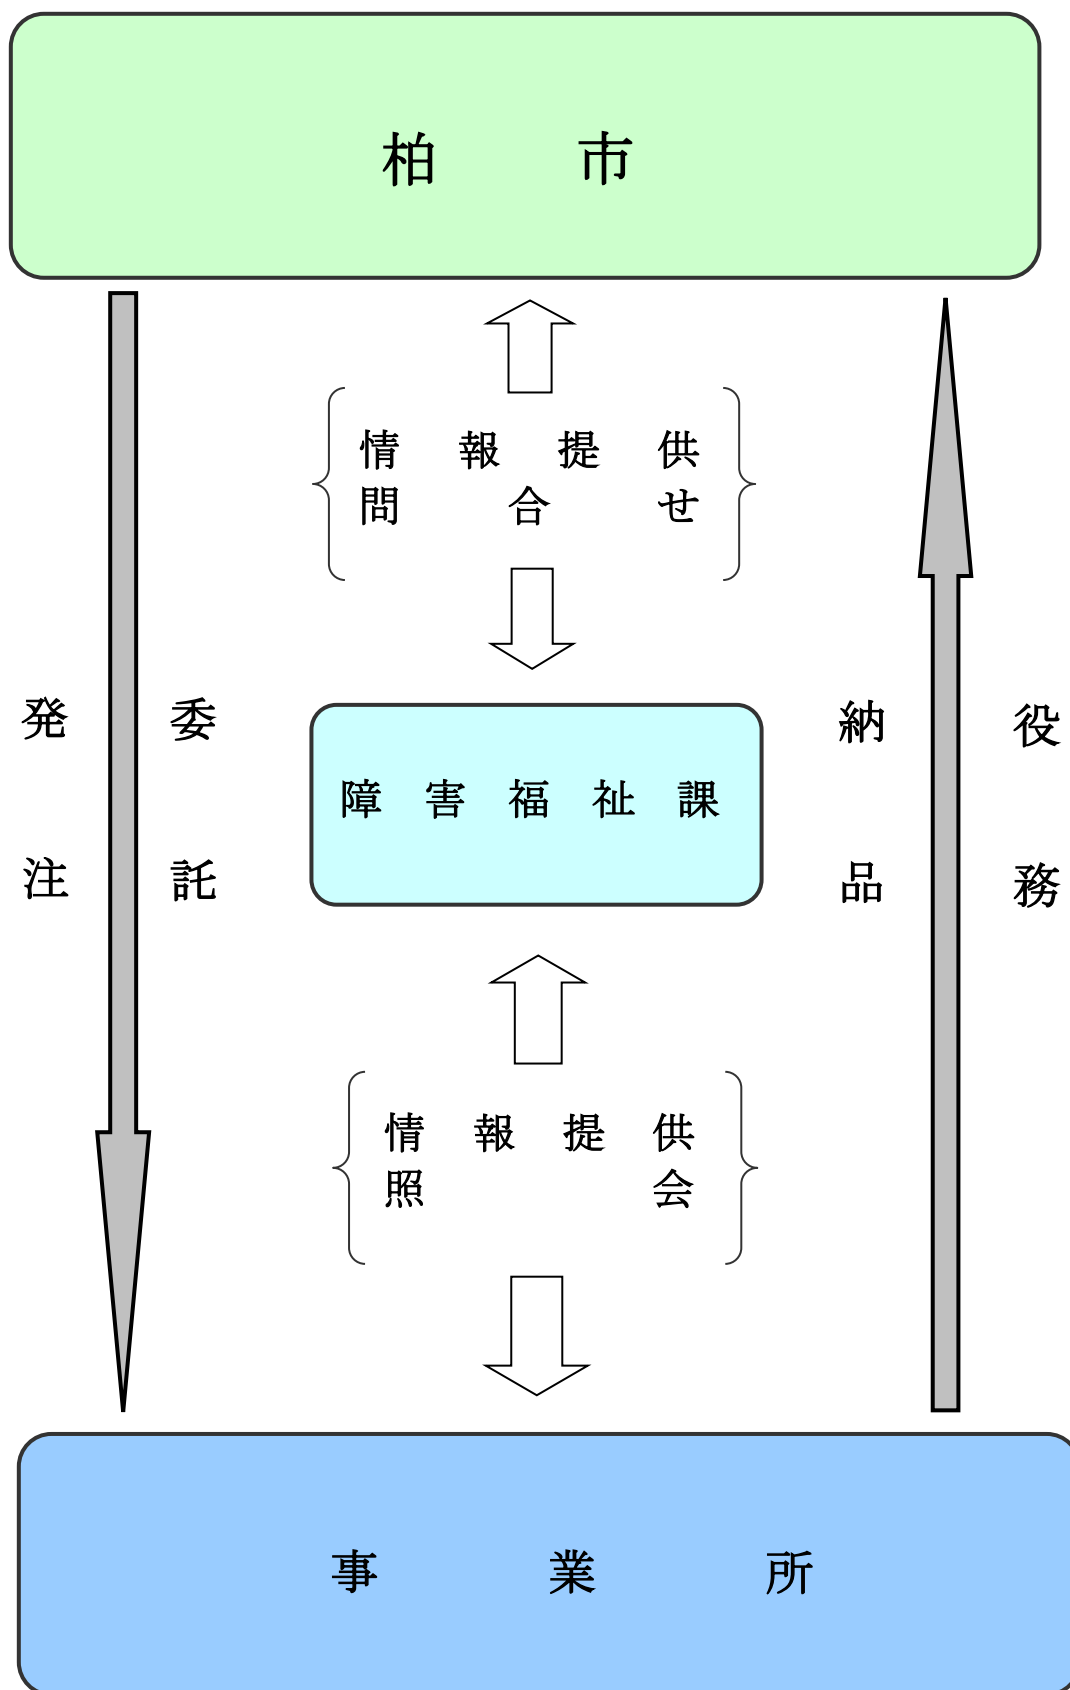 柏市
情報提供
問合せ
発注
委託
納品
役務
障害福祉課
情報提供
照会
事業所